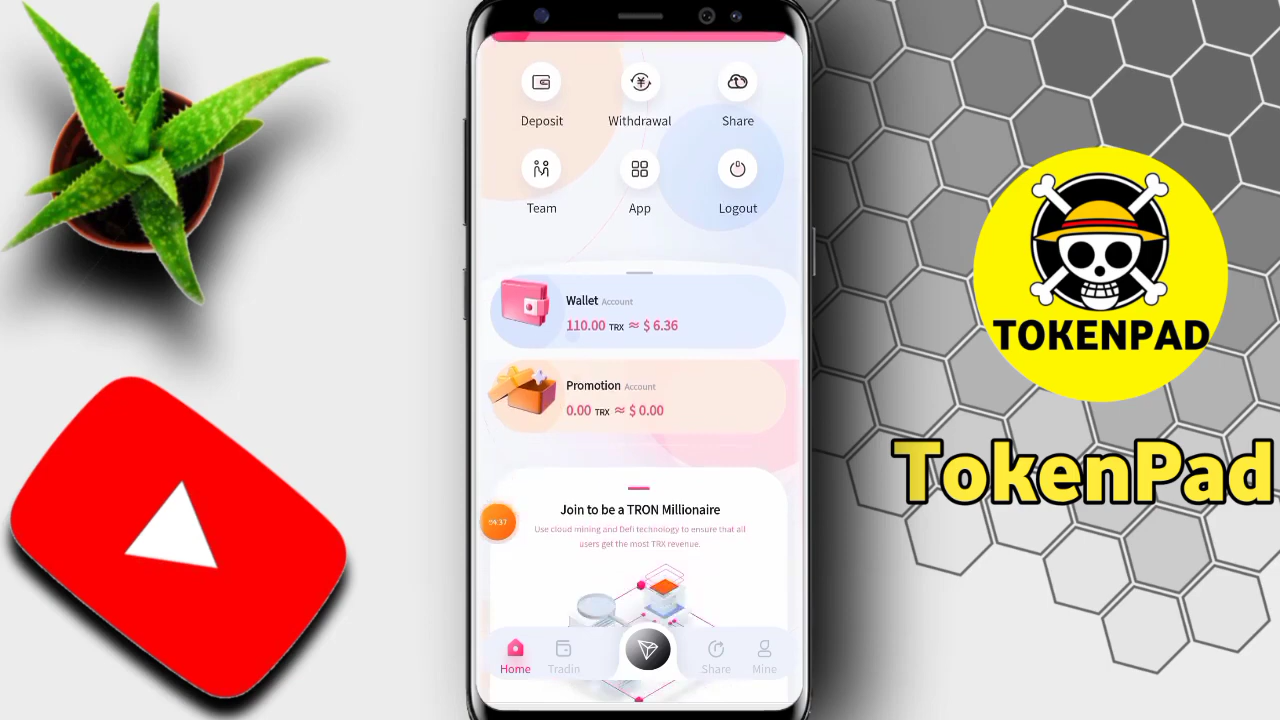 Deposit
Withdrawal
Share
Team
App
Logout
Wallet Account
110.00 TRX ≈ $ 6.36
Promotion Account
0.00 TRX ≈ $ 0.00
Join to be a TRON Millionaire
Use cloud mining and Defi technology to ensure that all
users get the most TRX revenue.
04:37
Home
Tradin
Share
Mine
TOKENPAD
TokenPad